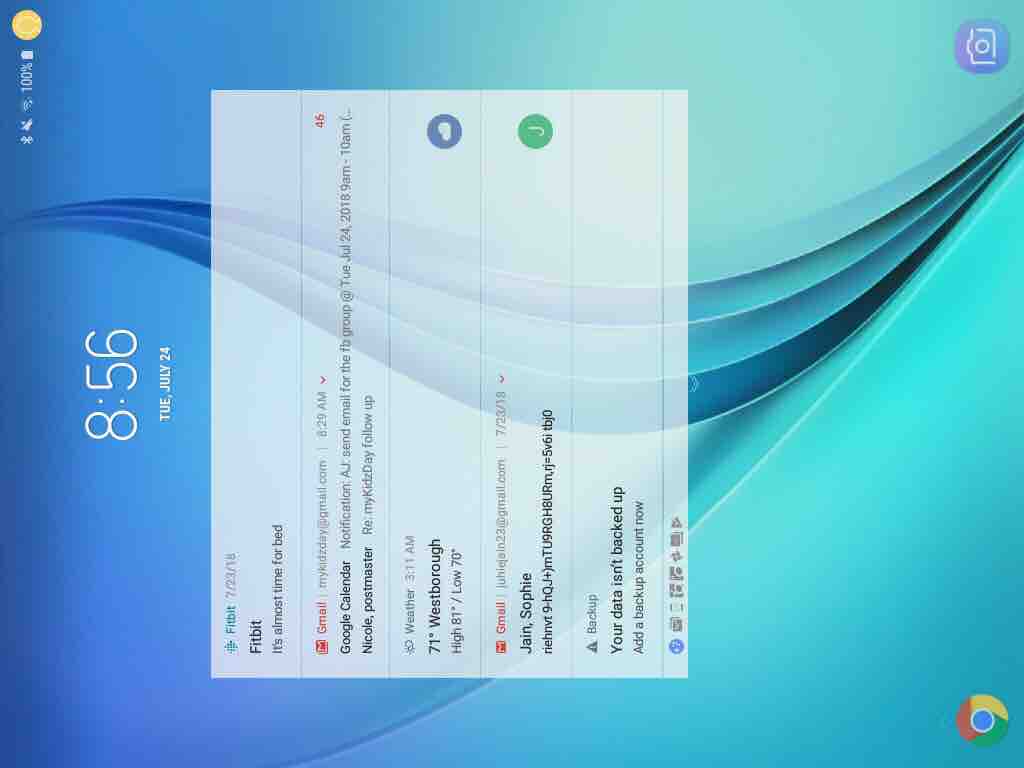 100%
8:56
TUE, JULY 24
Fitbit 7/23/18
Fitbit
It's almost time for bed
Gmail | mykidzday@gmail.com | 8:29 AM
46
Google Calendar Notification: AJ: send email for the fb group @ Tue Jul 24, 2018 9am - 10am (...
Nicole, postmaster Re: myKidzDay follow up
Weather 3:11 AM
71° Westborough
High 81° / Low 70°
Gmail | juhiejain23@gmail.com | 7/23/18
Jain, Sophie
J
riehnvf 9-hQJ+)mTU9RGH8URm,rj=5v6i tbj0
Backup
Your data isn't backed up
Add a backup account now